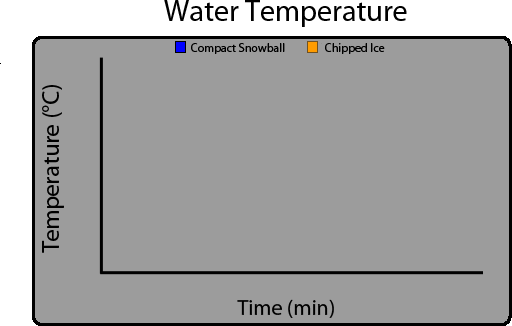 Water Temperature
Compact Snowball Chipped Ice
Temperature (°C)
Time (min)